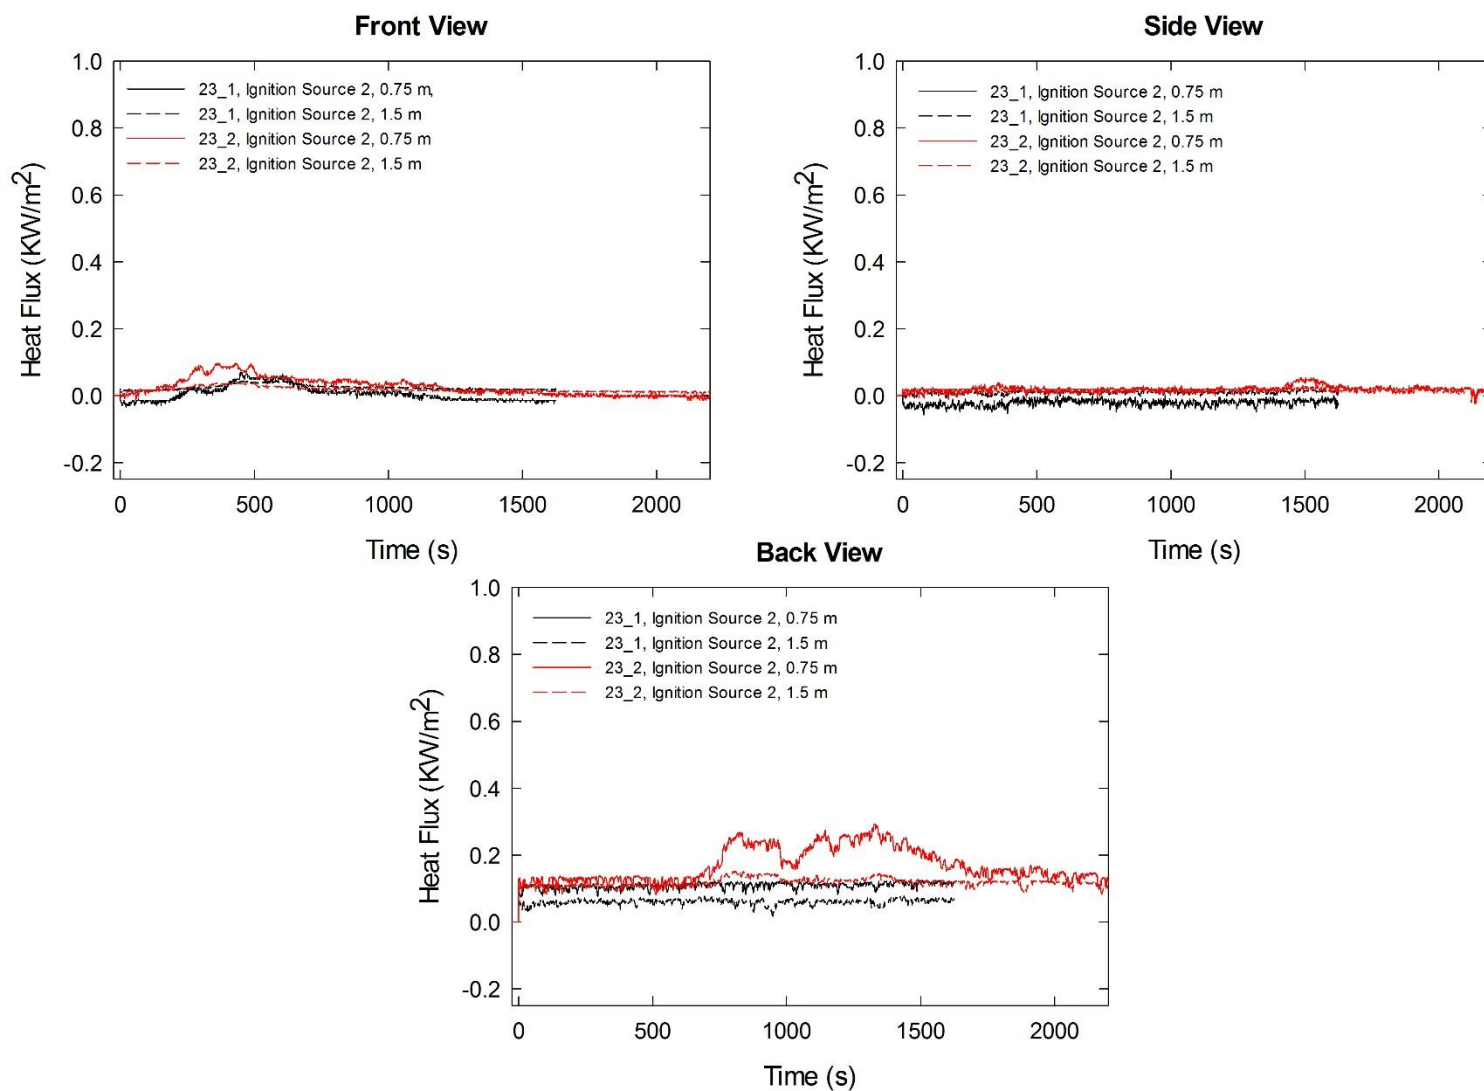 Front View
23_1, Ignition Source 2, 0.75 m,
23_1, Ignition Source 2, 1.5 m
23_2, Ignition Source 2, 0.75 m
23_2, Ignition Source 2, 1.5 m
Heat Flux (KW/m²)
1.0
0.8
0.6
0.4
0.2
0.0
-0.2
0 500 1000 1500 2000
Time (s)
Side View
23_1, Ignition Source 2, 0.75 m
23_1, Ignition Source 2, 1.5 m
23_2, Ignition Source 2, 0.75 m
23_2, Ignition Source 2, 1.5 m
Heat Flux (KW/m²)
1.0
0.8
0.6
0.4
0.2
0.0
-0.2
0 500 1000 1500 2000
Time (s)
Back View
23_1, Ignition Source 2, 0.75 m
23_1, Ignition Source 2, 1.5 m
23_2, Ignition Source 2, 0.75 m
23_2, Ignition Source 2, 1.5 m
Heat Flux (KW/m²)
1.0
0.8
0.6
0.4
0.2
0.0
-0.2
0 500 1000 1500 2000
Time (s)